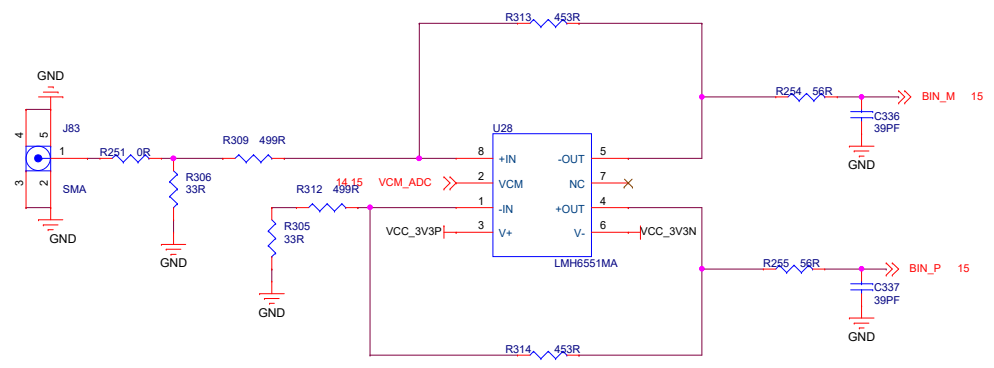 R313 453R
GND
R254 56R
BIN_M 15
J83
C336
39PF
4
5
U28
R251 0R
1
R309 499R
8
+IN
-OUT
5
GND
3
2
SMA
R306
33R
14,15
VCM_ADC
2
VCM
NC
7
R312 499R
1
-IN
+OUT
4
R305
33R
VCC_3V3P
3
V+
V-
6
VCC_3V3N
GND
GND
LMH6551MA
R255 56R
BIN_P 15
C337
39PF
GND
GND
R314 453R